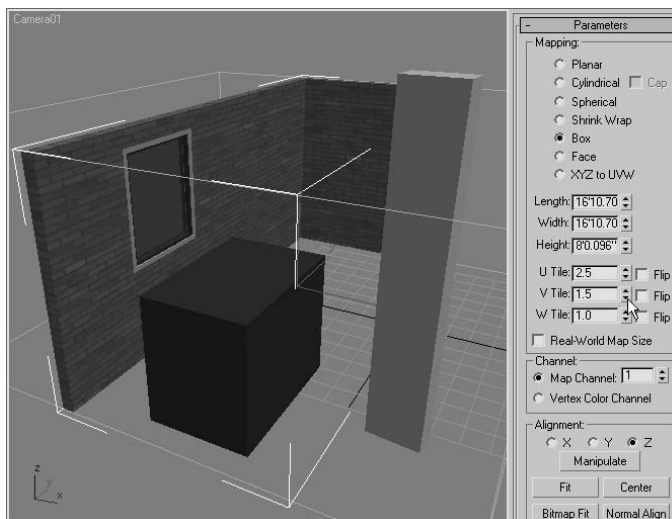 Camera01
z
y
x
- Parameters
Mapping:
Planar
Cylindrical Cap
Spherical
Shrink Wrap
Box
Face
XYZ to UVW
Length: 16'10.70
Width: 16'10.70
Height: 8'0.096"
U Tile: 2.5 Flip
V Tile: 1.5 Flip
W Tile: 1.0 Flip
Real-World Map Size
Channel:
Map Channel: 1
Vertex Color Channel
Alignment:
X Y Z
Manipulate
Fit Center
Bitmap Fit Normal Align